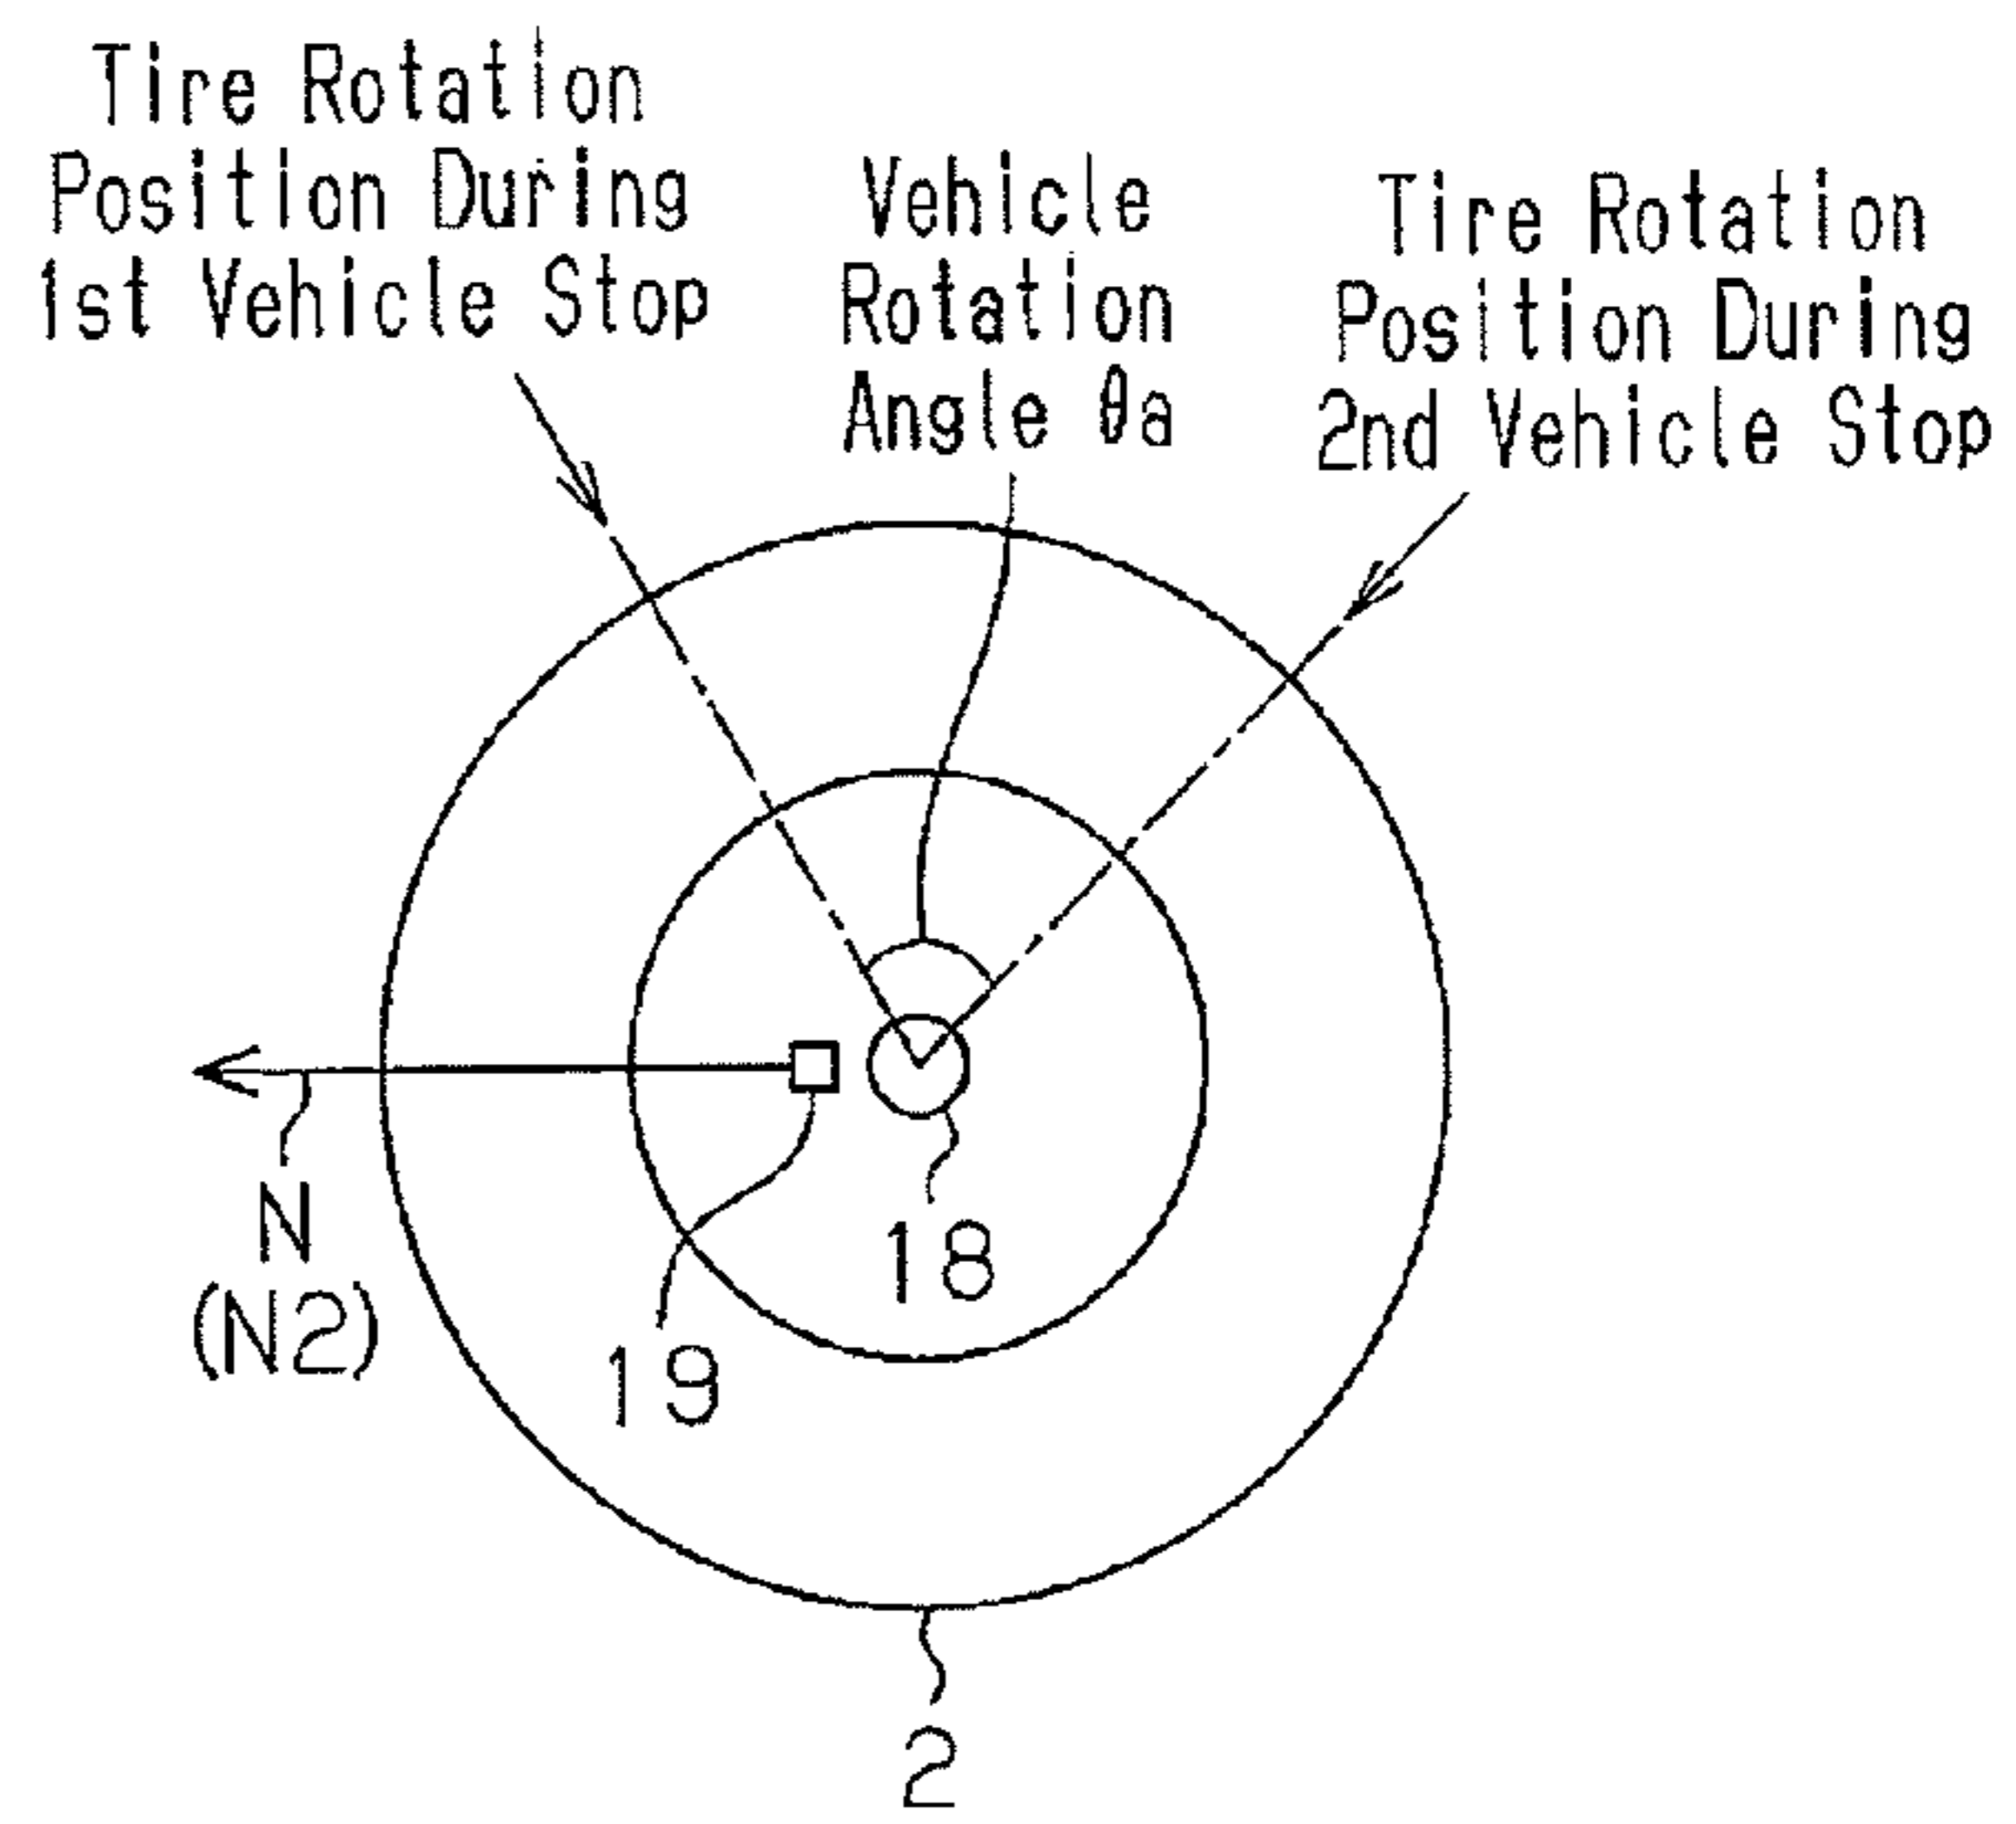 Tire Rotation
Position During
1st Vehicle Stop
Vehicle
Rotation
Angle θa
Tire Rotation
Position During
2nd Vehicle Stop
N
(N2)
18
19
2